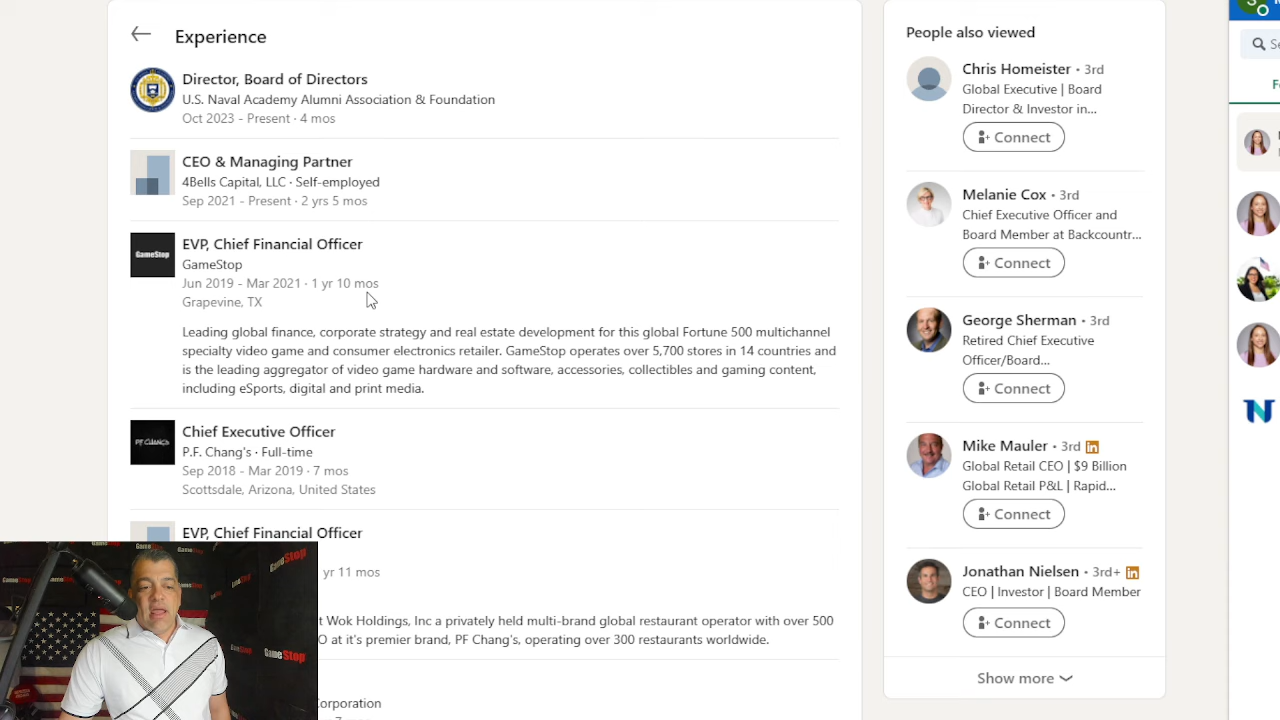 Experience
Director, Board of Directors
U.S. Naval Academy Alumni Association & Foundation
Oct 2023 - Present · 4 mos
CEO & Managing Partner
4Bells Capital, LLC · Self-employed
Sep 2021 - Present · 2 yrs 5 mos
GameStop
EVP, Chief Financial Officer
GameStop
Jun 2019 - Mar 2021 · 1 yr 10 mos
Grapevine, TX
Leading global finance, corporate strategy and real estate development for this global Fortune 500 multichannel
specialty video game and consumer electronics retailer. GameStop operates over 5,700 stores in 14 countries and
is the leading aggregator of video game hardware and software, accessories, collectibles and gaming content,
including eSports, digital and print media.
P.F. CHANG'S
Chief Executive Officer
P.F. Chang's · Full-time
Sep 2018 - Mar 2019 · 7 mos
Scottsdale, Arizona, United States
EVP, Chief Financial Officer
yr 11 mos
t Wok Holdings, Inc a privately held multi-brand global restaurant operator with over 500
O at it's premier brand, PF Chang's, operating over 300 restaurants worldwide.
orporation
People also viewed
Chris Homeister · 3rd
Global Executive | Board
Director & Investor in...
Connect
Melanie Cox · 3rd
Chief Executive Officer and
Board Member at Backcountr...
Connect
George Sherman · 3rd
Retired Chief Executive
Officer/Board...
Connect
Mike Mauler · 3rd in
Global Retail CEO | $9 Billion
Global Retail P&L | Rapid...
Connect
Jonathan Nielsen · 3rd+ in
CEO | Investor | Board Member
Connect
Show more
Se
F
N
GameStop
GameStop
GameStop
GameStop
GameStop